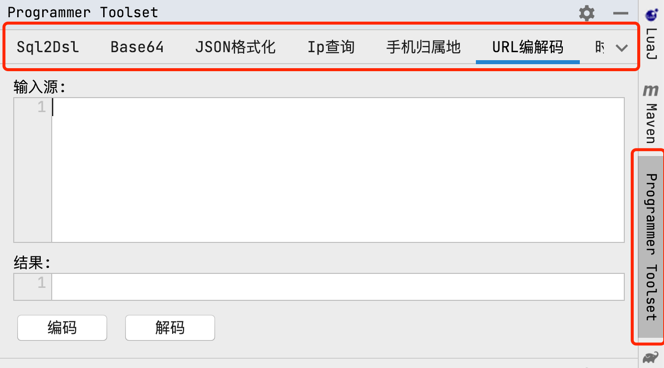 Programmer Toolset
Sql2Dsl Base64 JSON格式化 Ip查询 手机归属地 URL编解码
输入源:
1
结果:
1
编码 解码
LuaJ
m Maven
Programmer Toolset